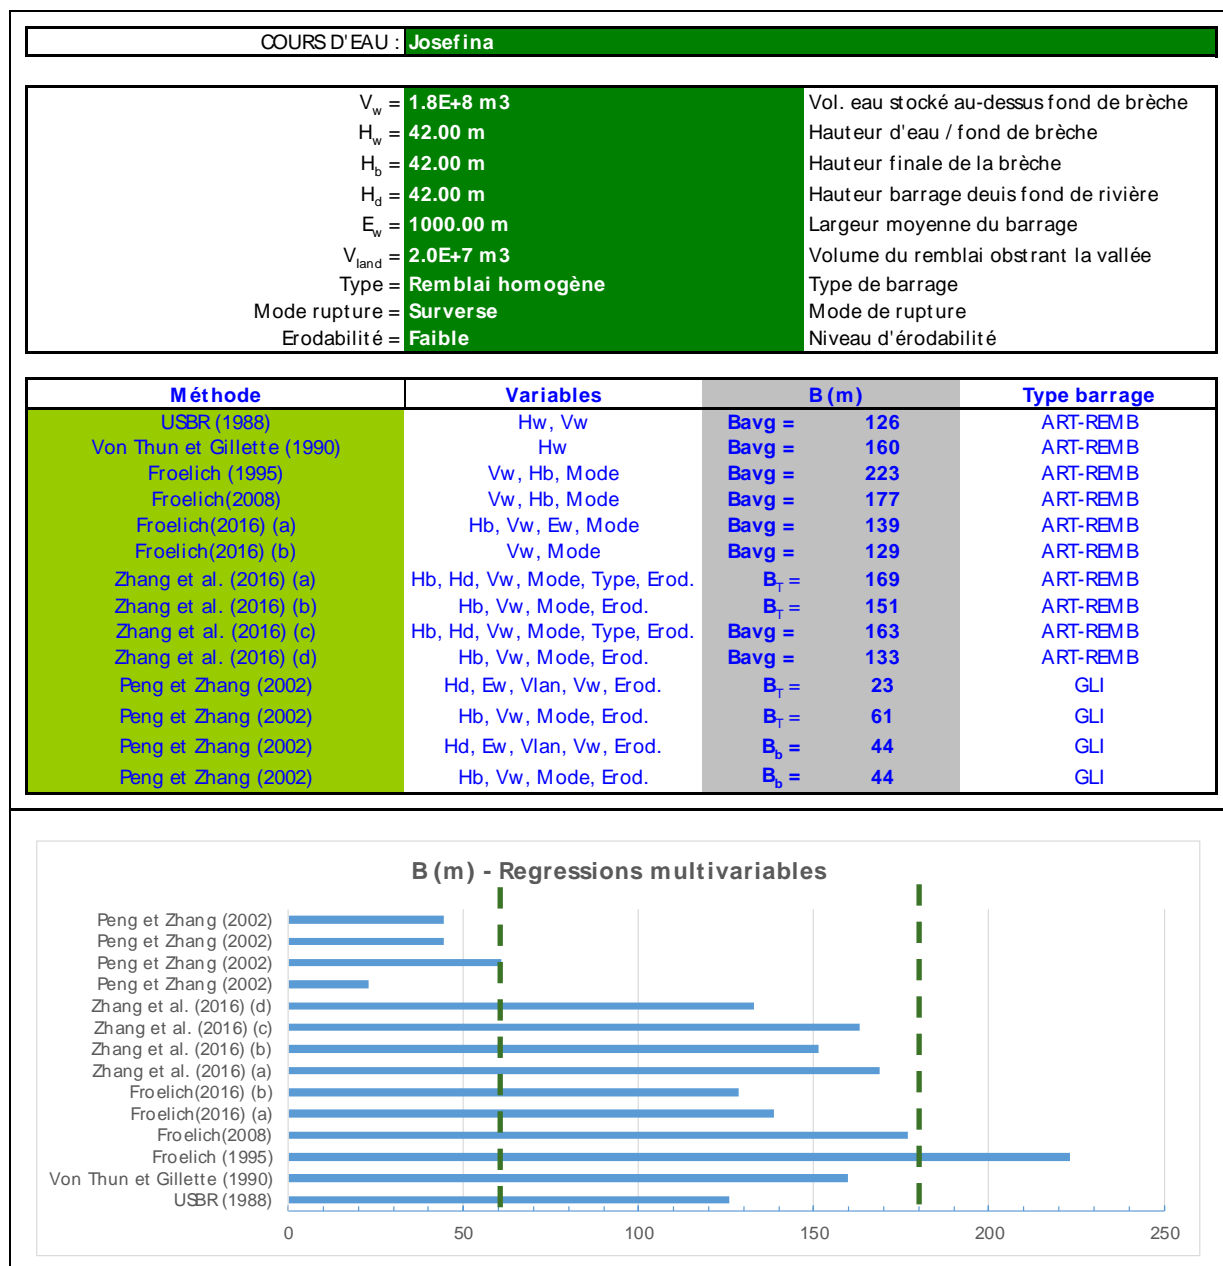 COURS D'EAU : Josefina
V_w = 1.8E+8 m3 Vol. eau stocké au-dessus fond de brèche
H_w = 42.00 m Hauteur d'eau / fond de brèche
H_b = 42.00 m Hauteur finale de la brèche
H_d = 42.00 m Hauteur barrage deuis fond de rivière
E_w = 1000.00 m Largeur moyenne du barrage
V_land = 2.0E+7 m3 Volume du remblai obstrant la vallée
Type = Remblai homogène Type de barrage
Mode rupture = Surverse Mode de rupture
Erodabilité = Faible Niveau d'érodabilité
Méthode Variables B (m) Type barrage
USBR (1988) Hw, Vw Bavg = 126 ART-REMB
Von Thun et Gillette (1990) Hw Bavg = 160 ART-REMB
Froelich (1995) Vw, Hb, Mode Bavg = 223 ART-REMB
Froelich(2008) Vw, Hb, Mode Bavg = 177 ART-REMB
Froelich(2016) (a) Hb, Vw, Ew, Mode Bavg = 139 ART-REMB
Froelich(2016) (b) Vw, Mode Bavg = 129 ART-REMB
Zhang et al. (2016) (a) Hb, Hd, Vw, Mode, Type, Erod. B_T = 169 ART-REMB
Zhang et al. (2016) (b) Hb, Vw, Mode, Erod. B_T = 151 ART-REMB
Zhang et al. (2016) (c) Hb, Hd, Vw, Mode, Type, Erod. Bavg = 163 ART-REMB
Zhang et al. (2016) (d) Hb, Vw, Mode, Erod. Bavg = 133 ART-REMB
Peng et Zhang (2002) Hd, Ew, Vlan, Vw, Erod. B_T = 23 GLI
Peng et Zhang (2002) Hb, Vw, Mode, Erod. B_T = 61 GLI
Peng et Zhang (2002) Hd, Ew, Vlan, Vw, Erod. B_b = 44 GLI
Peng et Zhang (2002) Hb, Vw, Mode, Erod. B_b = 44 GLI
B (m) - Regressions multivariables
Peng et Zhang (2002)
Peng et Zhang (2002)
Peng et Zhang (2002)
Peng et Zhang (2002)
Zhang et al. (2016) (d)
Zhang et al. (2016) (c)
Zhang et al. (2016) (b)
Zhang et al. (2016) (a)
Froelich(2016) (b)
Froelich(2016) (a)
Froelich(2008)
Froelich (1995)
Von Thun et Gillette (1990)
USBR (1988)
0 50 100 150 200 250